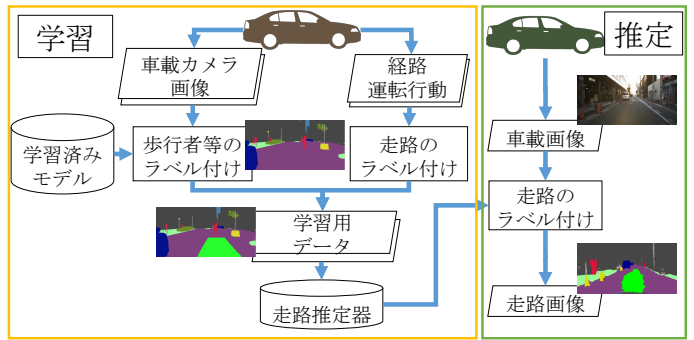 学習
車載カメラ
画像
経路
運転行動
学習済み
モデル
歩行者等の
ラベル付け
走路の
ラベル付け
学習用
データ
走路推定器
推定
車載画像
走路の
ラベル付け
走路画像